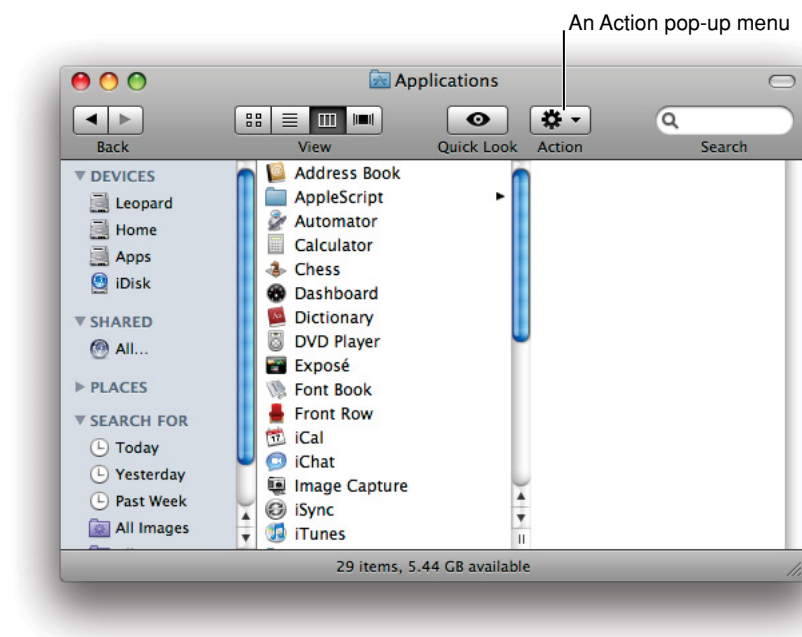 An Action pop-up menu
Applications
Back
View
Quick Look
Action
Search
DEVICES
Leopard
Home
Apps
iDisk
SHARED
All...
PLACES
SEARCH FOR
Today
Yesterday
Past Week
All Images
Address Book
AppleScript
Automator
Calculator
Chess
Dashboard
Dictionary
DVD Player
Exposé
Font Book
Front Row
iCal
iChat
Image Capture
iSync
iTunes
29 items, 5.44 GB available